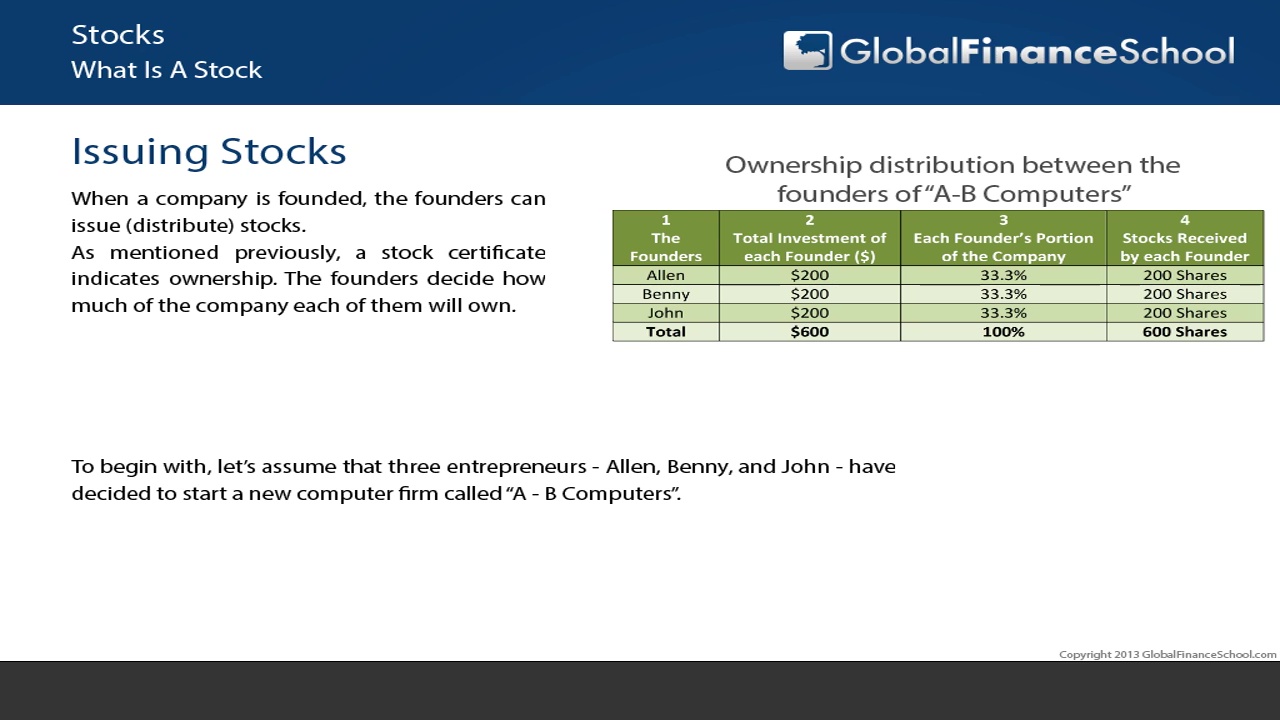 Stocks
What Is A Stock
GlobalFinanceSchool
Issuing Stocks
When a company is founded, the founders can
issue (distribute) stocks.
As mentioned previously, a stock certificate
indicates ownership. The founders decide how
much of the company each of them will own.
Ownership distribution between the
founders of “A-B Computers”
1 2 3 4
The Total Investment of Each Founder’s Portion Stocks Received
Founders each Founder ($) of the Company by each Founder
Allen $200 33.3% 200 Shares
Benny $200 33.3% 200 Shares
John $200 33.3% 200 Shares
Total $600 100% 600 Shares
To begin with, let’s assume that three entrepreneurs - Allen, Benny, and John - have
decided to start a new computer firm called “A - B Computers”.
Copyright 2013 GlobalFinanceSchool.com